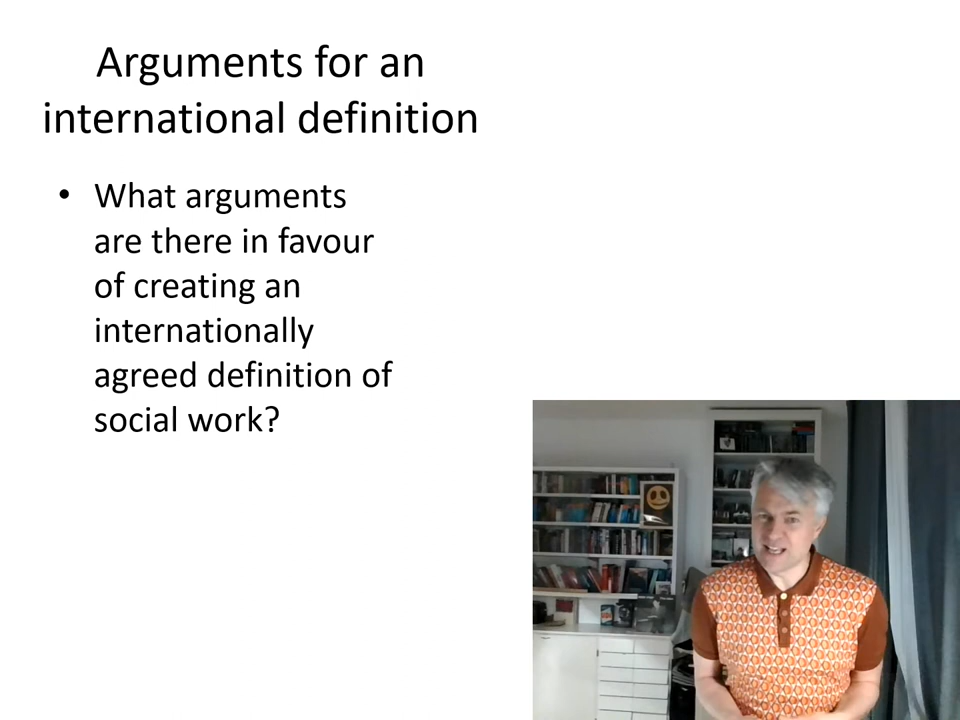 Arguments for an
international definition
• What arguments
are there in favour
of creating an
internationally
agreed definition of
social work?